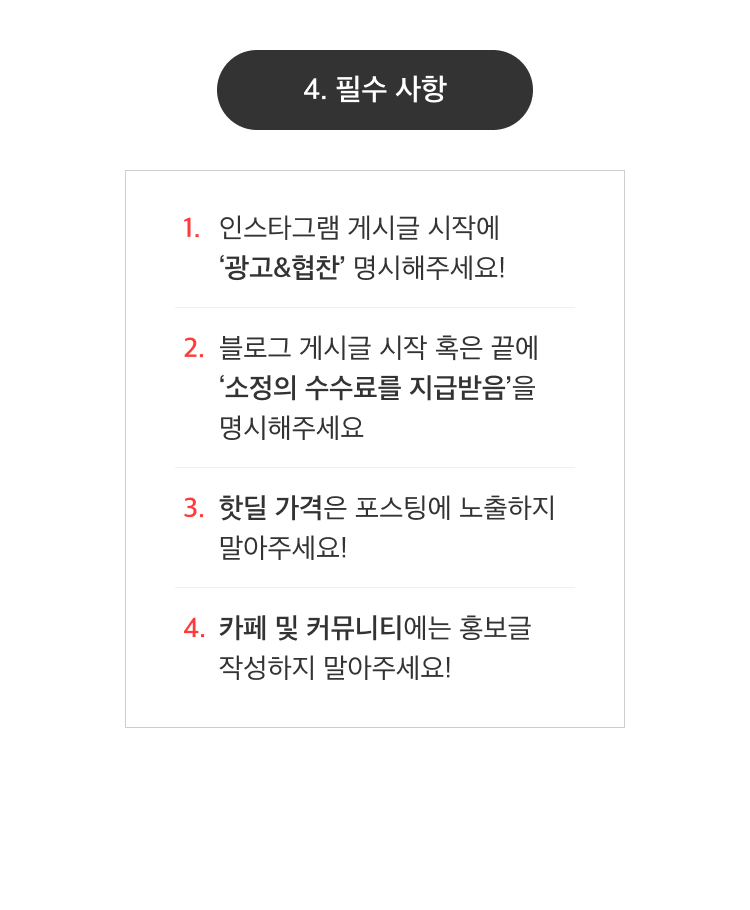 4. 필수 사항
1. 인스타그램 게시글 시작에
‘광고&협찬’ 명시해주세요!
2. 블로그 게시글 시작 혹은 끝에
‘소정의 수수료를 지급받음’을
명시해주세요
3. 핫딜 가격은 포스팅에 노출하지
말아주세요!
4. 카페 및 커뮤니티에는 홍보글
작성하지 말아주세요!